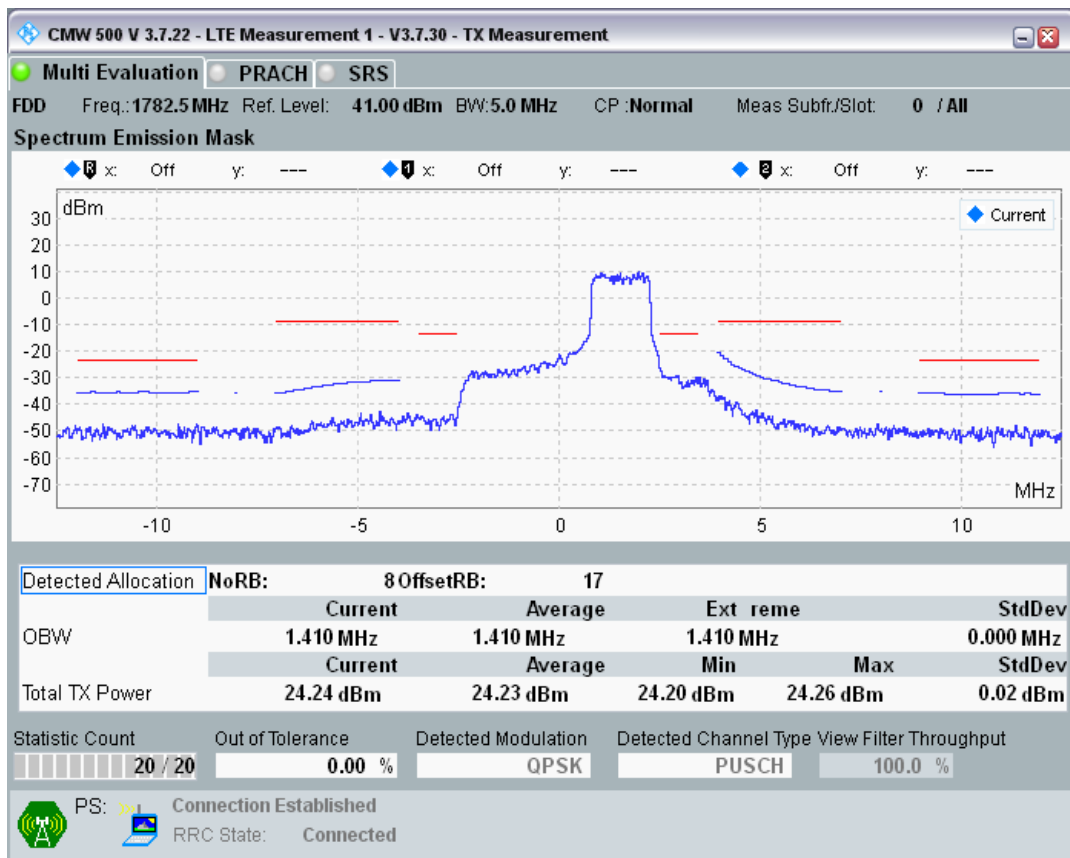 CMW 500 V 3.7.22 - LTE Measurement 1 - V3.7.30 - TX Measurement
Multi Evaluation PRACH SRS
FDD Freq.:1782.5 MHz Ref. Level: 41.00 dBm BW:5.0 MHz CP :Normal Meas Subfr./Slot: 0 / All
Spectrum Emission Mask
R x: Off y: --- 1 x: Off y: --- 2 x: Off y: ---
dBm
Current
30
20
10
0
-10
-20
-30
-40
-50
-60
-70
MHz
-10 -5 0 5 10
Detected Allocation NoRB: 8 OffsetRB: 17
Current Average Ext reme StdDev
OBW 1.410 MHz 1.410 MHz 1.410 MHz 0.000 MHz
Current Average Min Max StdDev
Total TX Power 24.24 dBm 24.23 dBm 24.20 dBm 24.26 dBm 0.02 dBm
Statistic Count Out of Tolerance Detected Modulation Detected Channel Type View Filter Throughput
20 / 20 0.00 % QPSK PUSCH 100.0 %
PS: Connection Established
RRC State: Connected